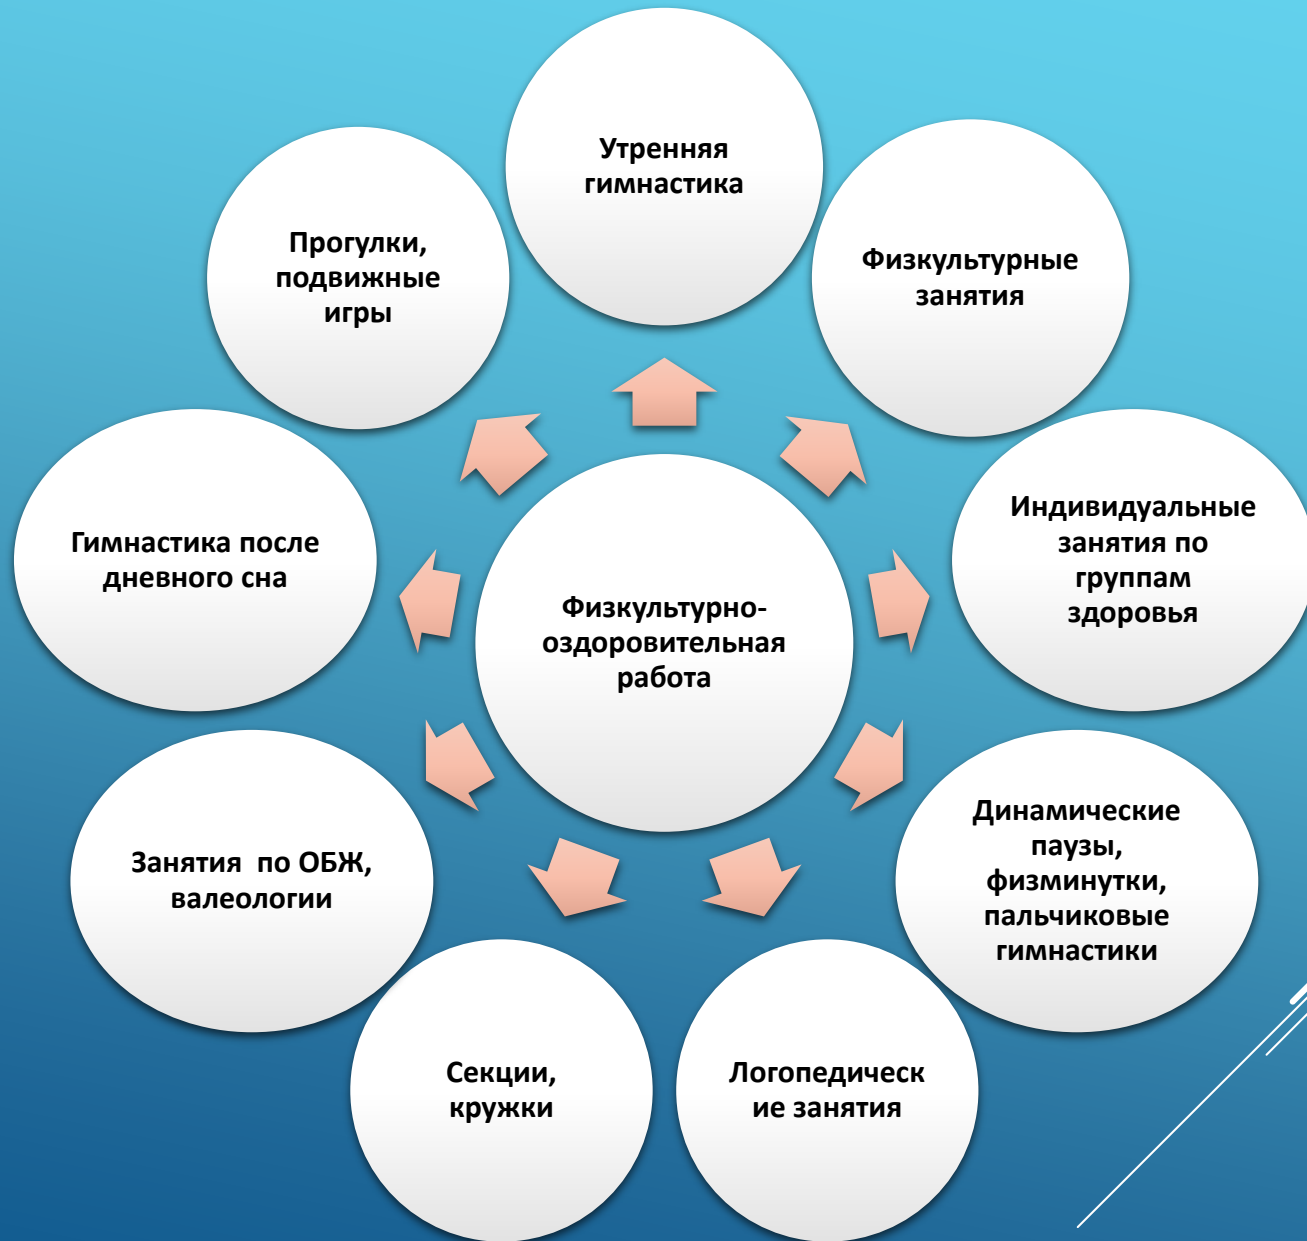 Утренняя
гимнастика
Физкультурные
занятия
Индивидуальные
занятия по
группам
здоровья
Динамические
паузы,
физминутки,
пальчиковые
гимнастики
Логопедическ
ие занятия
Секции,
кружки
Занятия  по ОБЖ,
валеологии
Гимнастика после
дневного сна
Прогулки,
подвижные
игры
Физкультурно-
оздоровительная
работа